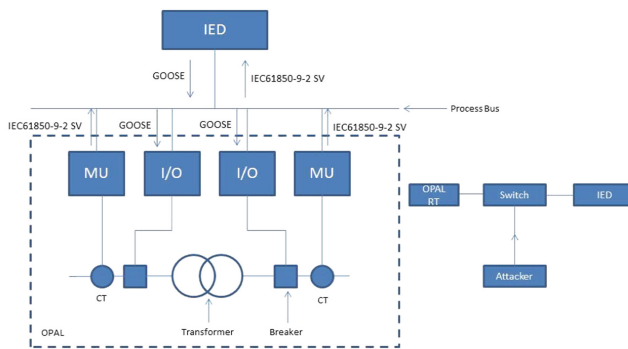 IED
GOOSE
IEC61850-9-2 SV
Process Bus
IEC61850-9-2 SV
GOOSE
GOOSE
IEC61850-9-2 SV
MU
I/O
I/O
MU
OPAL
RT
Switch
IED
Attacker
CT
CT
OPAL
Transformer
Breaker